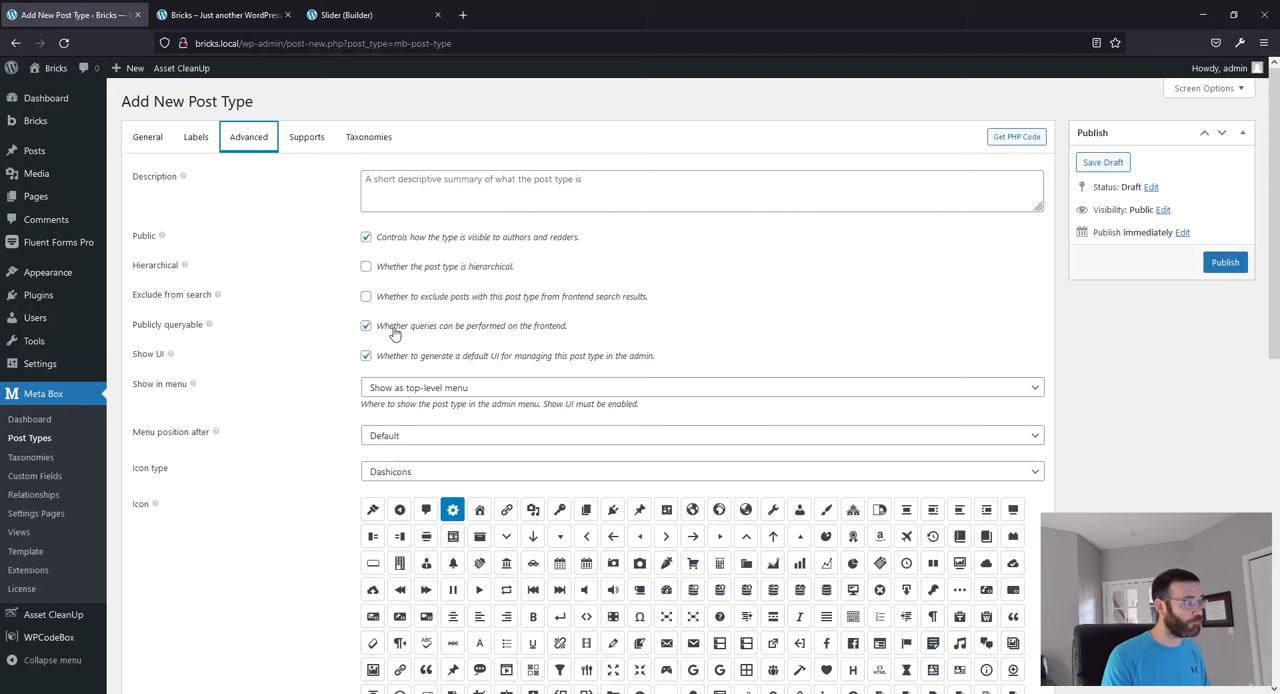 Add New Post Type ‹ Bricks —
Bricks – Just another WordPress
Slider (Builder)
bricks.local/wp-admin/post-new.php?post_type=mb-post-type
Bricks
0
New
Asset CleanUp
Howdy, admin
Dashboard
Bricks
Posts
Media
Pages
Comments
Fluent Forms Pro
Appearance
Plugins
Users
Tools
Settings
Meta Box
Dashboard
Post Types
Taxonomies
Custom Fields
Relationships
Settings Pages
Views
Template
Extensions
License
Asset CleanUp
WPCodeBox
Collapse menu
Screen Options
Add New Post Type
General
Labels
Advanced
Supports
Taxonomies
Get PHP Code
Description
A short descriptive summary of what the post type is
Public
Controls how the type is visible to authors and readers.
Hierarchical
Whether the post type is hierarchical.
Exclude from search
Whether to exclude posts with this post type from frontend search results.
Publicly queryable
Whether queries can be performed on the frontend.
Show UI
Whether to generate a default UI for managing this post type in the admin.
Show in menu
Show as top-level menu
Where to show the post type in the admin menu. Show UI must be enabled.
Menu position after
Default
Icon type
Dashicons
Icon
Publish
Save Draft
Status: Draft Edit
Visibility: Public Edit
Publish immediately Edit
Publish